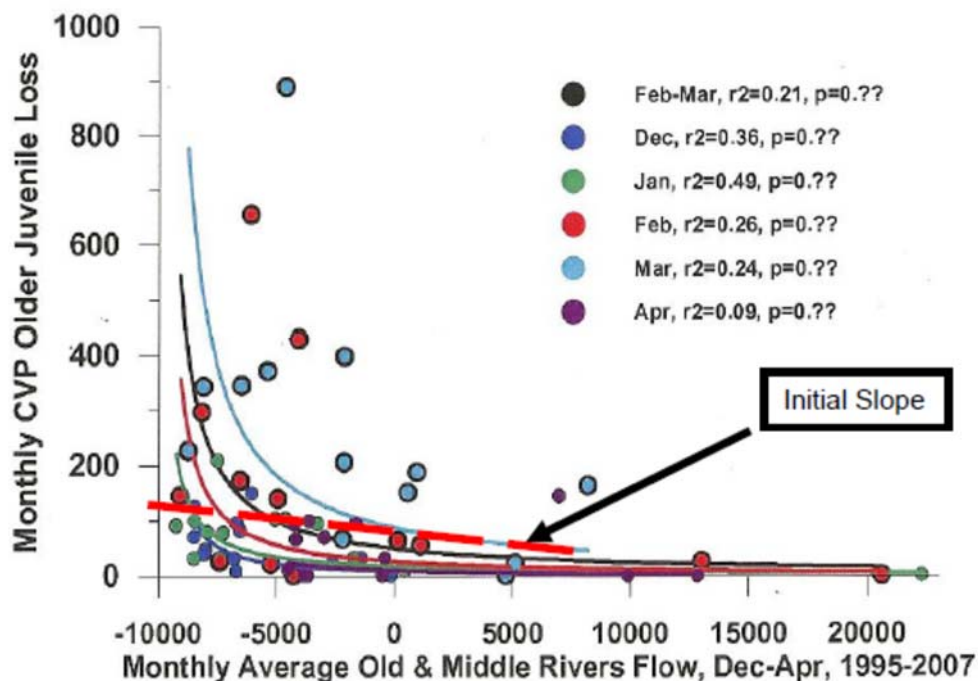 Monthly CVP Older Juvenile Loss
1000
800
600
400
200
0
Feb-Mar, r2=0.21, p=0.??
Dec, r2=0.36, p=0.??
Jan, r2=0.49, p=0.??
Feb, r2=0.26, p=0.??
Mar, r2=0.24, p=0.??
Apr, r2=0.09, p=0.??
Initial Slope
-10000 -5000 0 5000 10000 15000 20000
Monthly Average Old & Middle Rivers Flow, Dec-Apr, 1995-2007